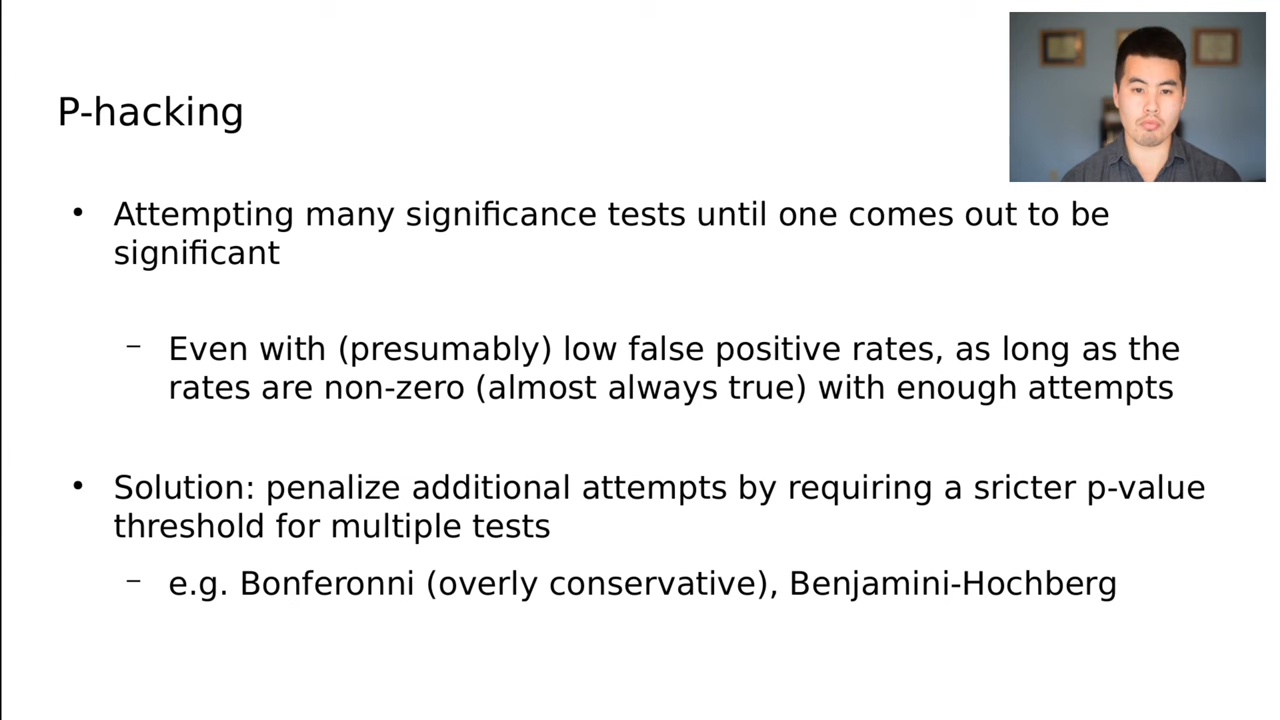 P-hacking
• Attempting many significance tests until one comes out to be
significant
– Even with (presumably) low false positive rates, as long as the
rates are non-zero (almost always true) with enough attempts
• Solution: penalize additional attempts by requiring a sricter p-value
threshold for multiple tests
– e.g. Bonferonni (overly conservative), Benjamini-Hochberg